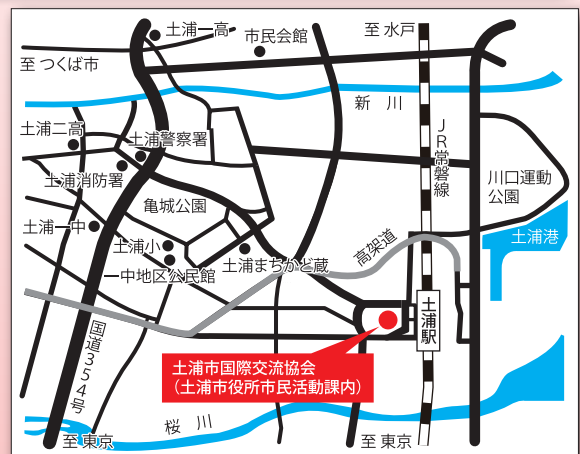 土浦一高
市民会館
至 水戸
至 つくば市
新 川
土浦二高
土浦警察署
JR常磐線
土浦消防署
川口運動
公園
亀城公園
土浦一中
土浦小
高架道
土浦港
一中地区公民館
土浦まちかど蔵
土浦駅
国道354号
土浦市国際交流協会
（土浦市役所市民活動課内）
桜 川
至 東京
至 東京